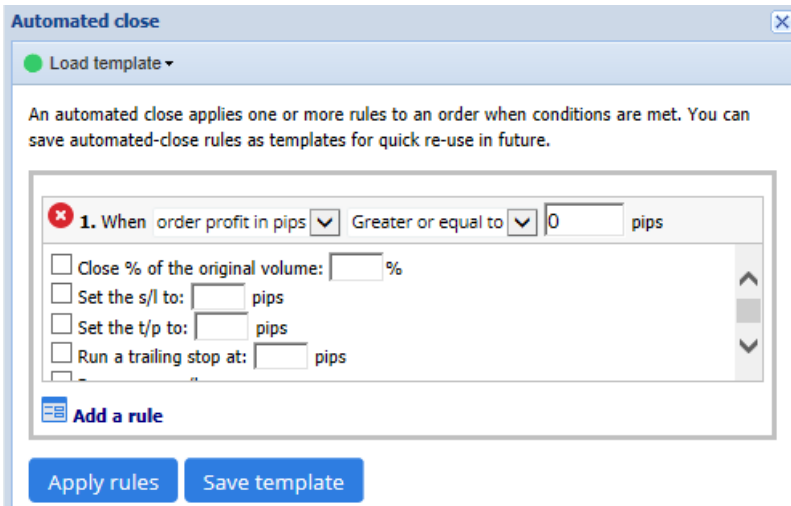 Automated close
Load template
An automated close applies one or more rules to an order when conditions are met. You can
save automated-close rules as templates for quick re-use in future.
1. When order profit in pips Greater or equal to 0 pips
Close % of the original volume: %
Set the s/l to: pips
Set the t/p to: pips
Run a trailing stop at: pips
Add a rule
Apply rules Save template